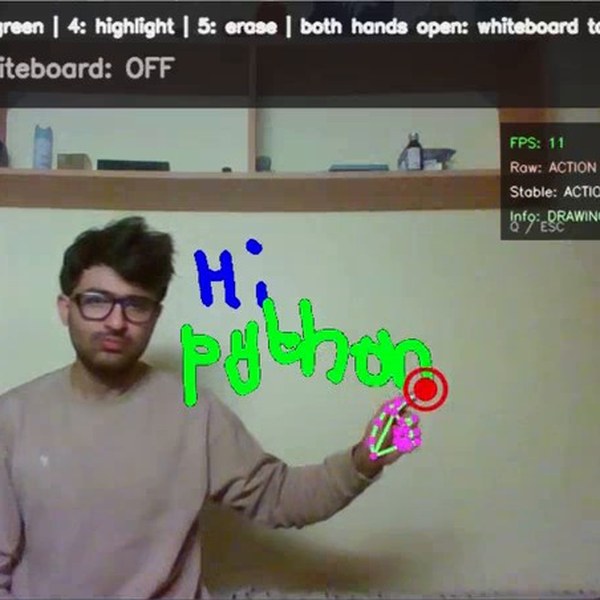 green | 4: highlight | 5: erase | both hands open: whiteboard to
iteboard: OFF
FPS: 11
Raw: ACTION
Stable: ACTIO
Info: DRAWING
Q / ESC
Hi
Python